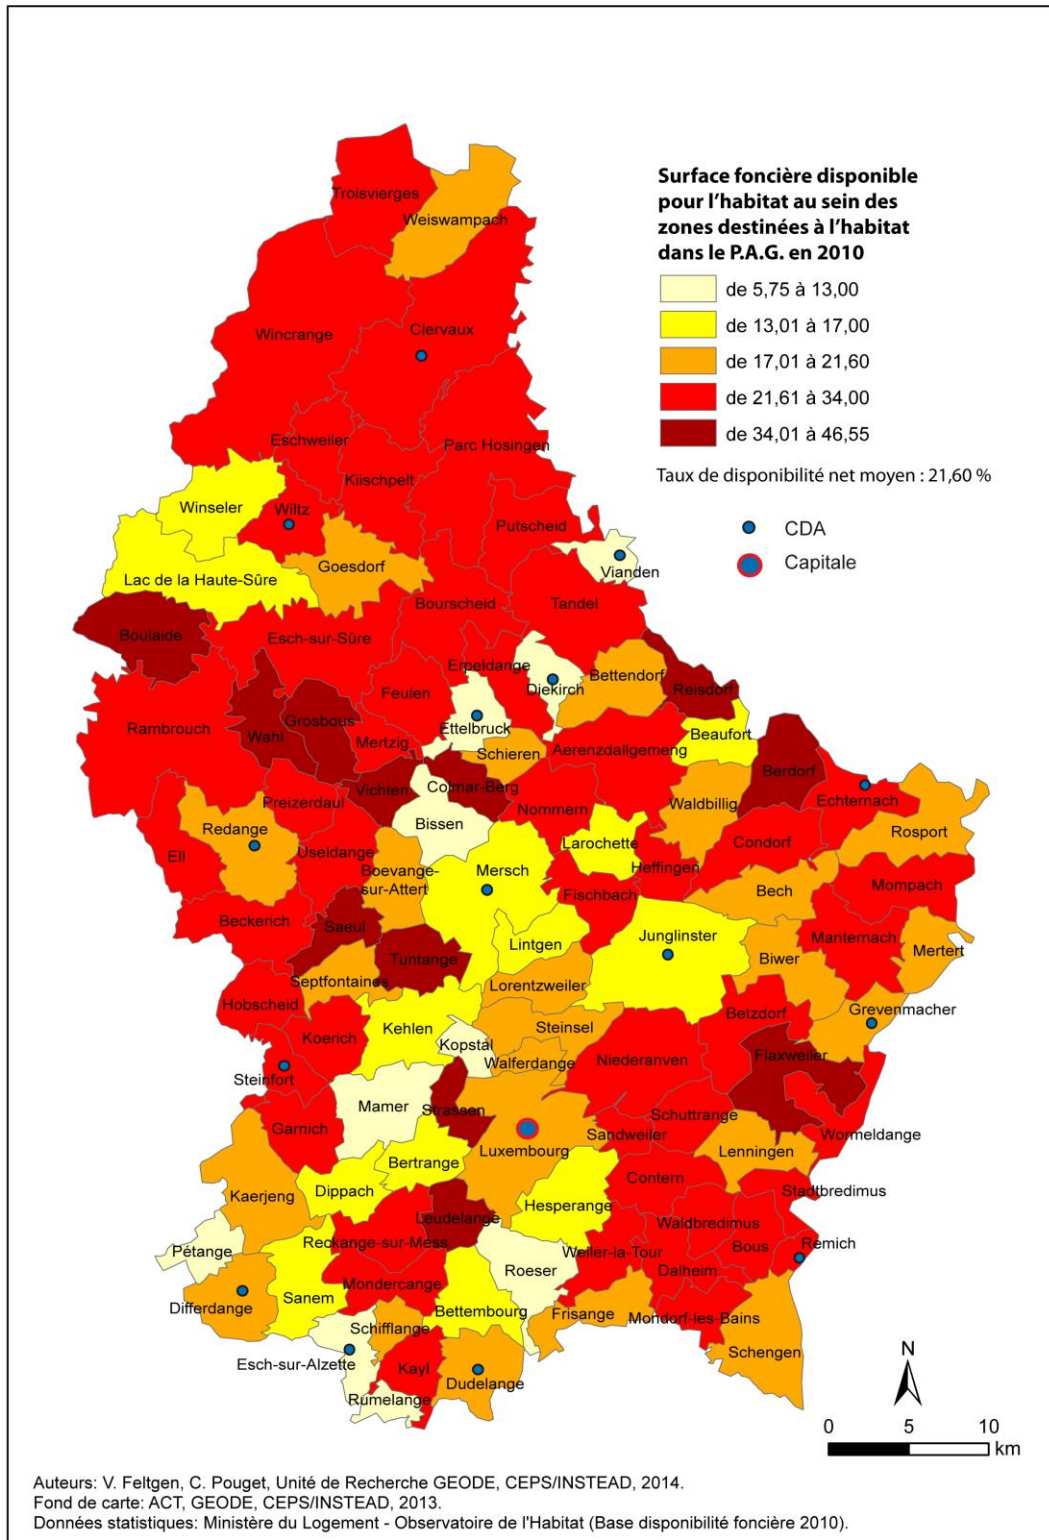 Surface foncière disponible
pour l'habitat au sein des
zones destinées à l'habitat
dans le P.A.G. en 2010
de 5,75 à 13,00
de 13,01 à 17,00
de 17,01 à 21,60
de 21,61 à 34,00
de 34,01 à 46,55
Taux de disponibilité net moyen : 21,60 %
CDA
Capitale
Troisvierges
Weiswampach
Wincrange
Clervaux
Eschweiler
Parc Hosingen
Kiischpelt
Winseler
Wiltz
Putscheid
Goesdorf
Vianden
Lac de la Haute-Sûre
Bourscheid
Tandel
Boulaide
Esch-sur-Sûre
Erpeldange
Bettendorf
Diekirch
Reisdorf
Feulen
Rambrouch
Grosbous
Wahl
Mertzig
Ettelbruck
Schieren
Aerenzdallgemeng
Beaufort
Berdorf
Vichten
Colmar-Berg
Preizerdaul
Nommern
Waldbillig
Echternach
Redange
Bissen
Rosport
Ell
Useldange
Larochette
Condorf
Boevange-
sur-Attert
Mersch
Heffingen
Fischbach
Bech
Mompach
Beckerich
Saeul
Lintgen
Junglinster
Manternach
Tuntange
Biwer
Mertert
Septfontaines
Lorentzweiler
Hobscheid
Grevenmacher
Betzdorf
Koerich
Kehlen
Steinsel
Kopstal
Walferdange
Niederanven
Flaxweiler
Steinfort
Mamer
Strassen
Schuttrange
Garnich
Sandweiler
Wormeldange
Luxembourg
Lenningen
Bertrange
Contern
Dippach
Stadtbredimus
Kaerjeng
Hesperange
Leudelange
Waldbredimus
Reckange-sur-Mess
Remich
Pétange
Weiler-la-Tour
Bous
Roeser
Dalheim
Mondercange
Sanem
Differdange
Bettembourg
Frisange
Mondorf-les-Bains
Schifflange
Schengen
Esch-sur-Alzette
Kayl
Dudelange
Rumelange
N
0 5 10
km
Auteurs: V. Feltgen, C. Pouget, Unité de Recherche GEODE, CEPS/INSTEAD, 2014.
Fond de carte: ACT, GEODE, CEPS/INSTEAD, 2013.
Données statistiques: Ministère du Logement - Observatoire de l'Habitat (Base disponibilité foncière 2010).